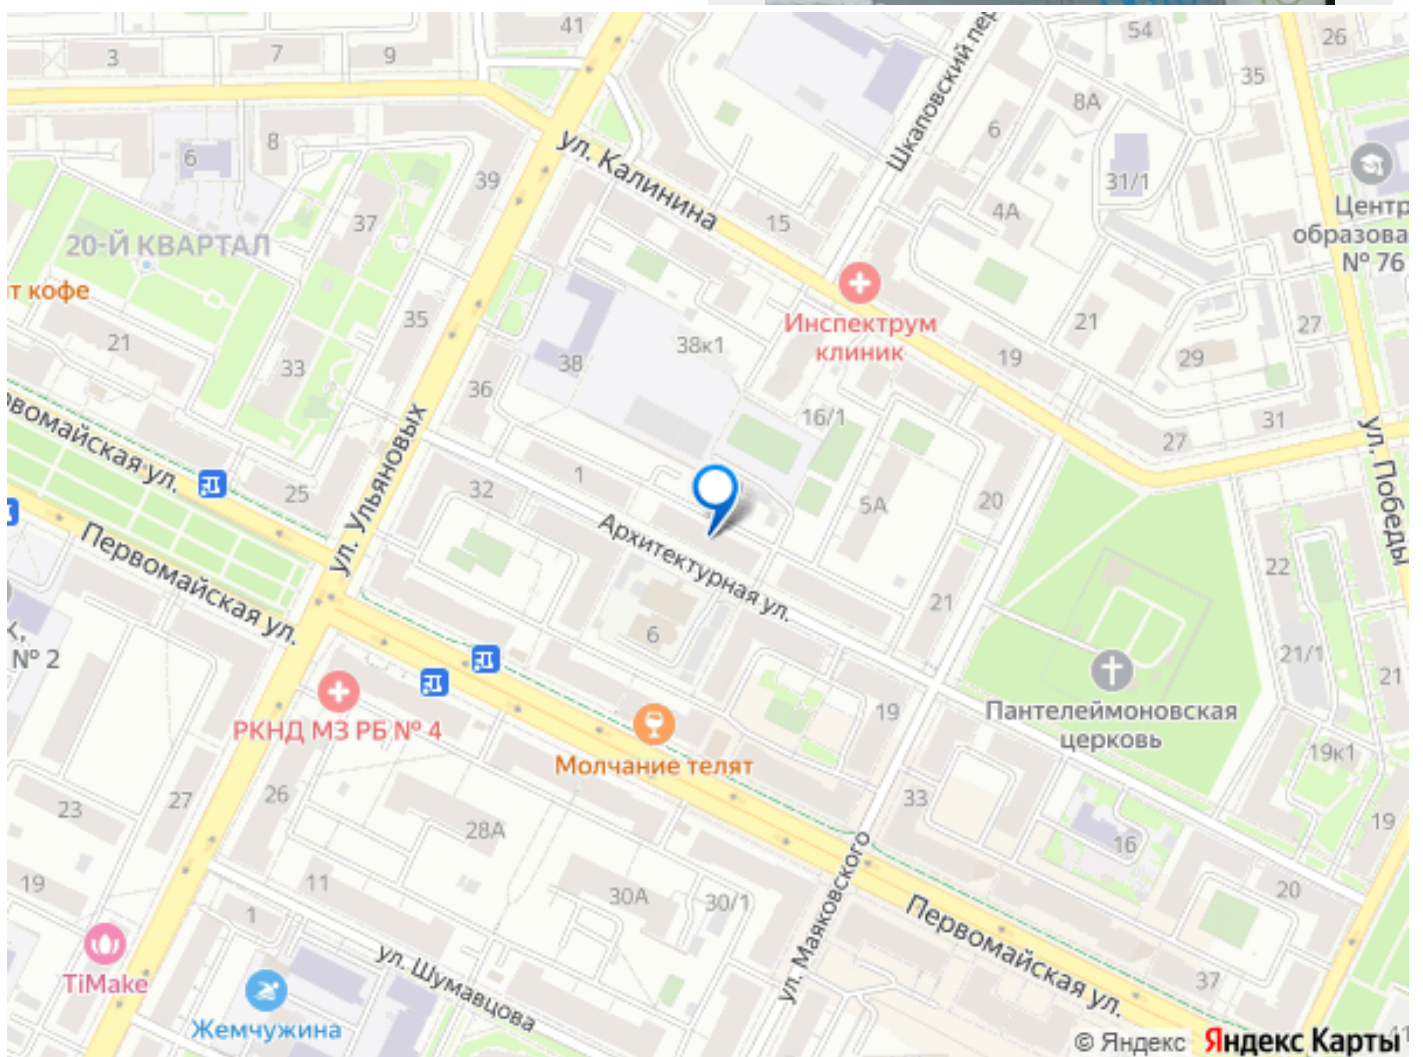 41
54
26
3
7
9
35
8А
6
8
6
39
31/1
ул. Калинина
Шкаповский пер
37
15
4А
Центр
образова
№ 76
20-Й КВАРТАЛ
т кофе
35
21
33
38
38к1
36
Инспектрум
клиник
21
19
29
27
вомайская ул.
ул. Ульяновых
16/1
31
27
ул. Победы
25
32
1
5А
20
Архитектурная ул.
Первомайская ул.
22
21
6
№ 2
21/1
21
РКНД МЗ РБ № 4
Молчание телят
19
Пантелеймоновская
церковь
19к1
23
27
26
28А
33
16
19
19
11
1
30А
30/1
20
ул. Маяковского
Первомайская ул.
37
TiMake
Жемчужина
ул. Шумавцова
© Яндекс Яндекс Карты
41